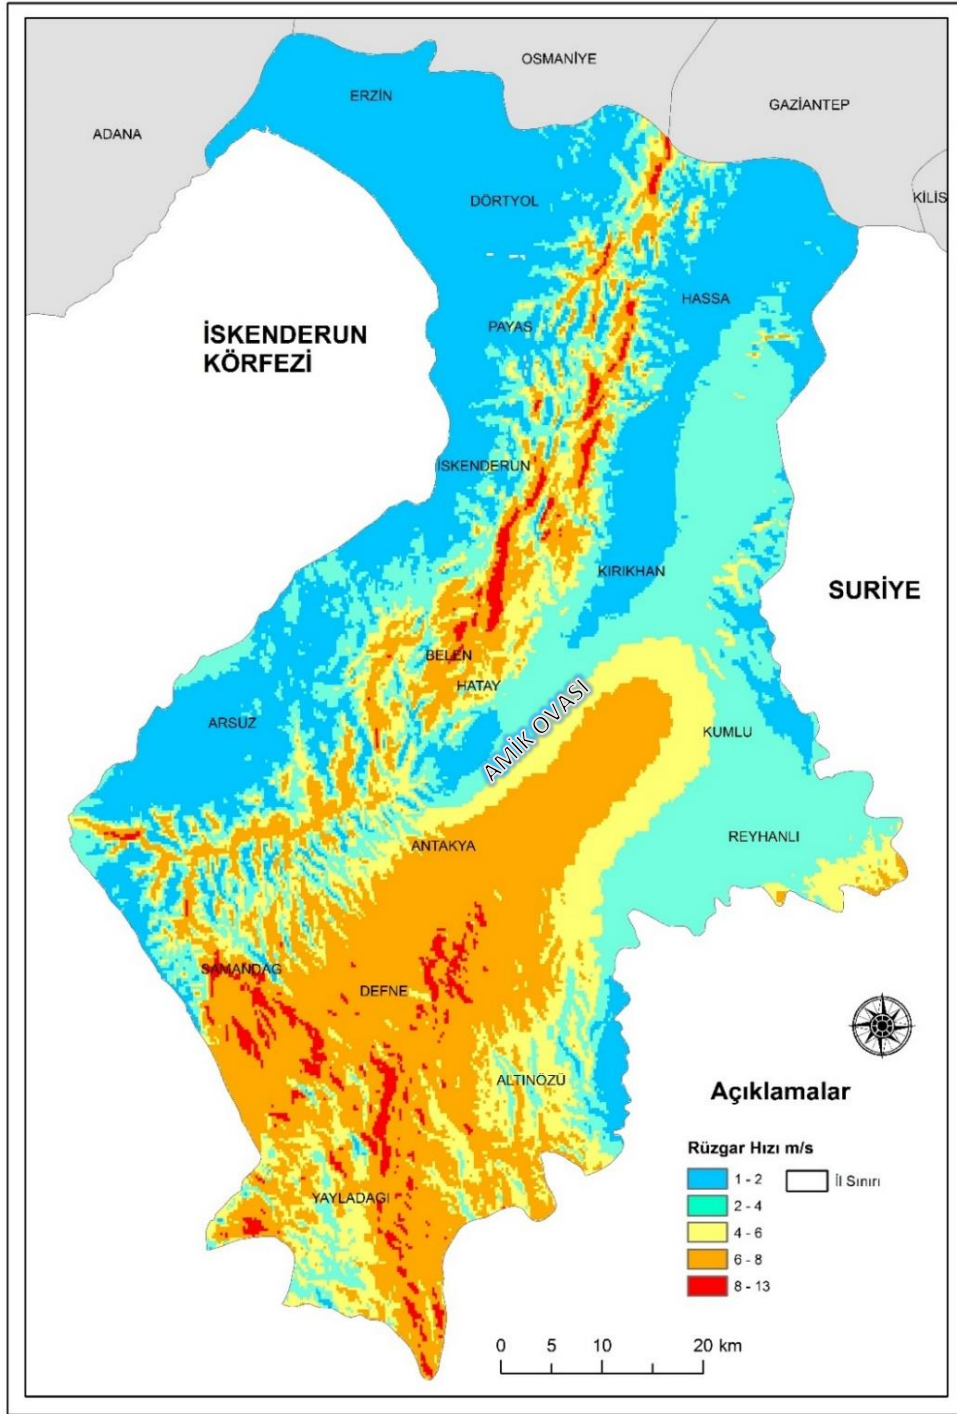 OSMANİYE
ERZİN
GAZİANTEP
ADANA
KİLİS
DÖRTYOL
HASSA
PAYAS
İSKENDERUN
KÖRFEZİ
İSKENDERUN
KIRIKHAN
SURİYE
BELEN
HATAY
ARSUZ
AMİK OVASI
KUMLU
REYHANLI
ANTAKYA
SAMANDAG
DEFNE
ALTINÖZÜ
YAYLADAGI
Açıklamalar
Rüzgar Hızı m/s
1 - 2
İl Sınırı
2 - 4
4 - 6
6 - 8
8 - 13
0 5 10 20 km